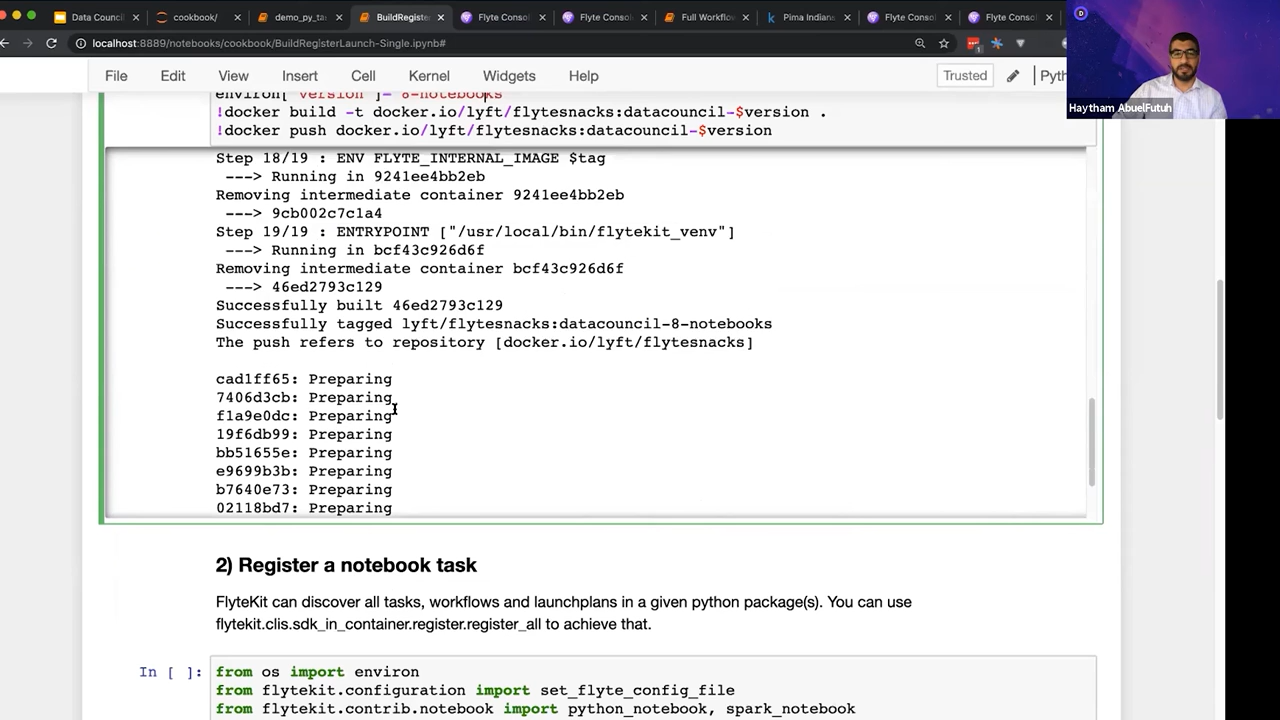 Data Council
cookbook/
demo_py_ta
BuildRegister
Flyte Consol
Flyte Conso
Full Workflow
Pima Indians
Flyte Conso
Flyte Conso
localhost:8889/notebooks/cookbook/BuildRegisterLaunch-Single.ipynb#
File Edit View Insert Cell Kernel Widgets Help
Trusted
Pyth
Haytham AbuelFutuh
environ["version"]="8-notebooks
!docker build -t docker.io/lyft/flytesnacks:datacouncil-$version .
!docker push docker.io/lyft/flytesnacks:datacouncil-$version
Step 18/19 : ENV FLYTE_INTERNAL_IMAGE $tag
---> Running in 9241ee4bb2eb
Removing intermediate container 9241ee4bb2eb
---> 9cb002c7c1a4
Step 19/19 : ENTRYPOINT ["/usr/local/bin/flytekit_venv"]
---> Running in bcf43c926d6f
Removing intermediate container bcf43c926d6f
---> 46ed2793c129
Successfully built 46ed2793c129
Successfully tagged lyft/flytesnacks:datacouncil-8-notebooks
The push refers to repository [docker.io/lyft/flytesnacks]
cad1ff65: Preparing
7406d3cb: Preparing
f1a9e0dc: Preparing
19f6db99: Preparing
bb51655e: Preparing
e9699b3b: Preparing
b7640e73: Preparing
02118bd7: Preparing
2) Register a notebook task
FlyteKit can discover all tasks, workflows and launchplans in a given python package(s). You can use
flytekit.clis.sdk_in_container.register.register_all to achieve that.
In [ ]:
from os import environ
from flytekit.configuration import set_flyte_config_file
from flytekit.contrib.notebook import python_notebook, spark_notebook